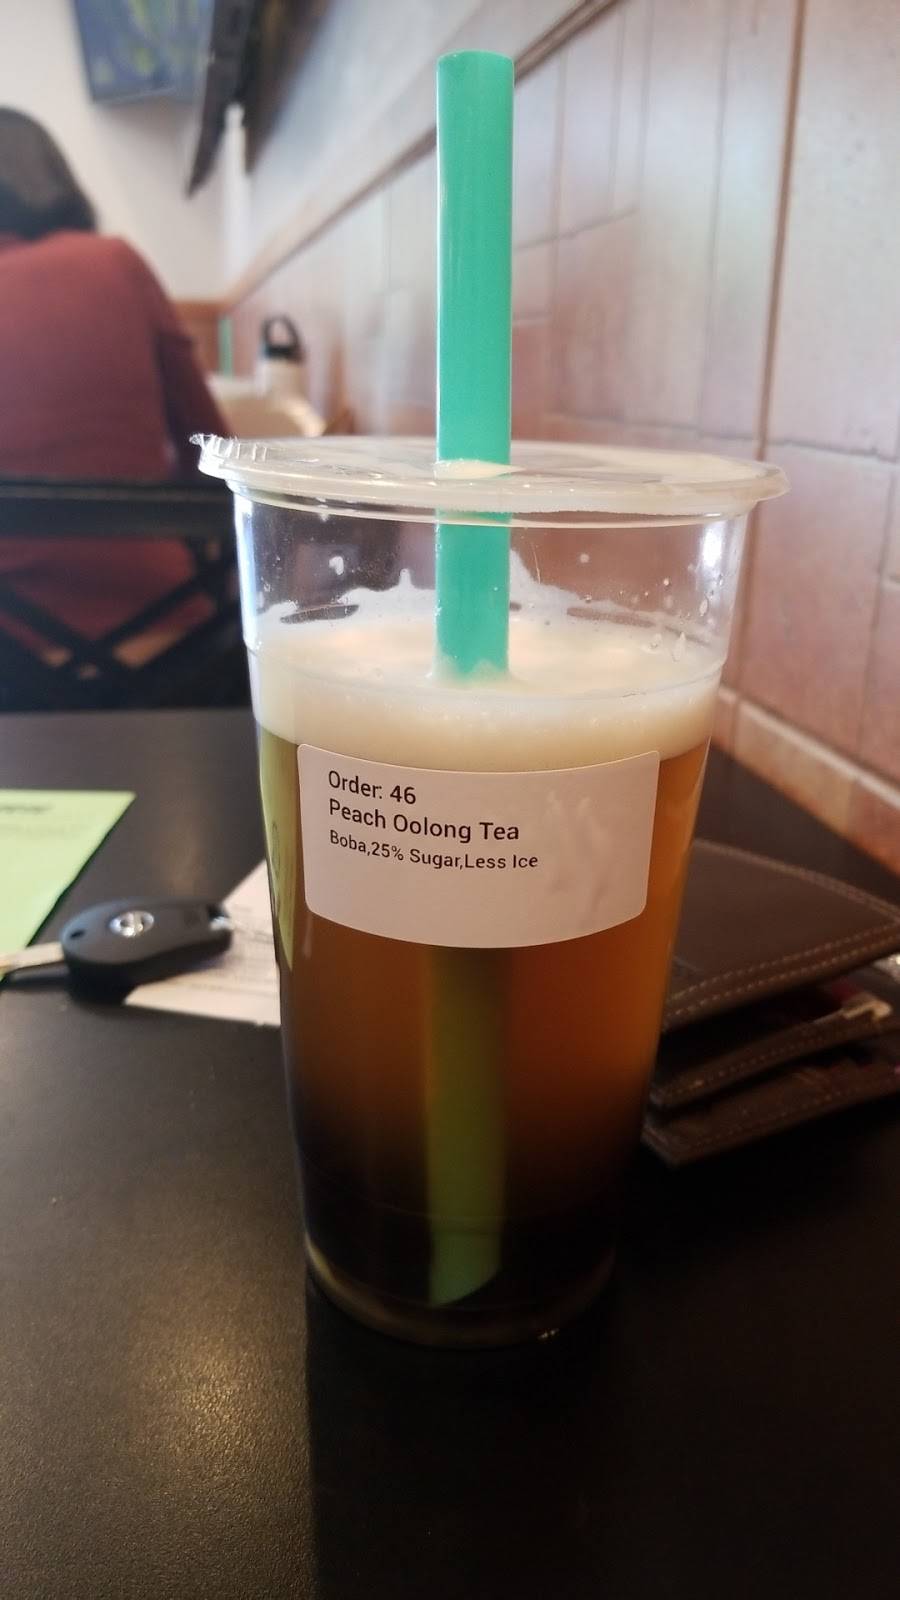 Order: 46
Peach Oolong Tea
Boba,25% Sugar,Less Ice